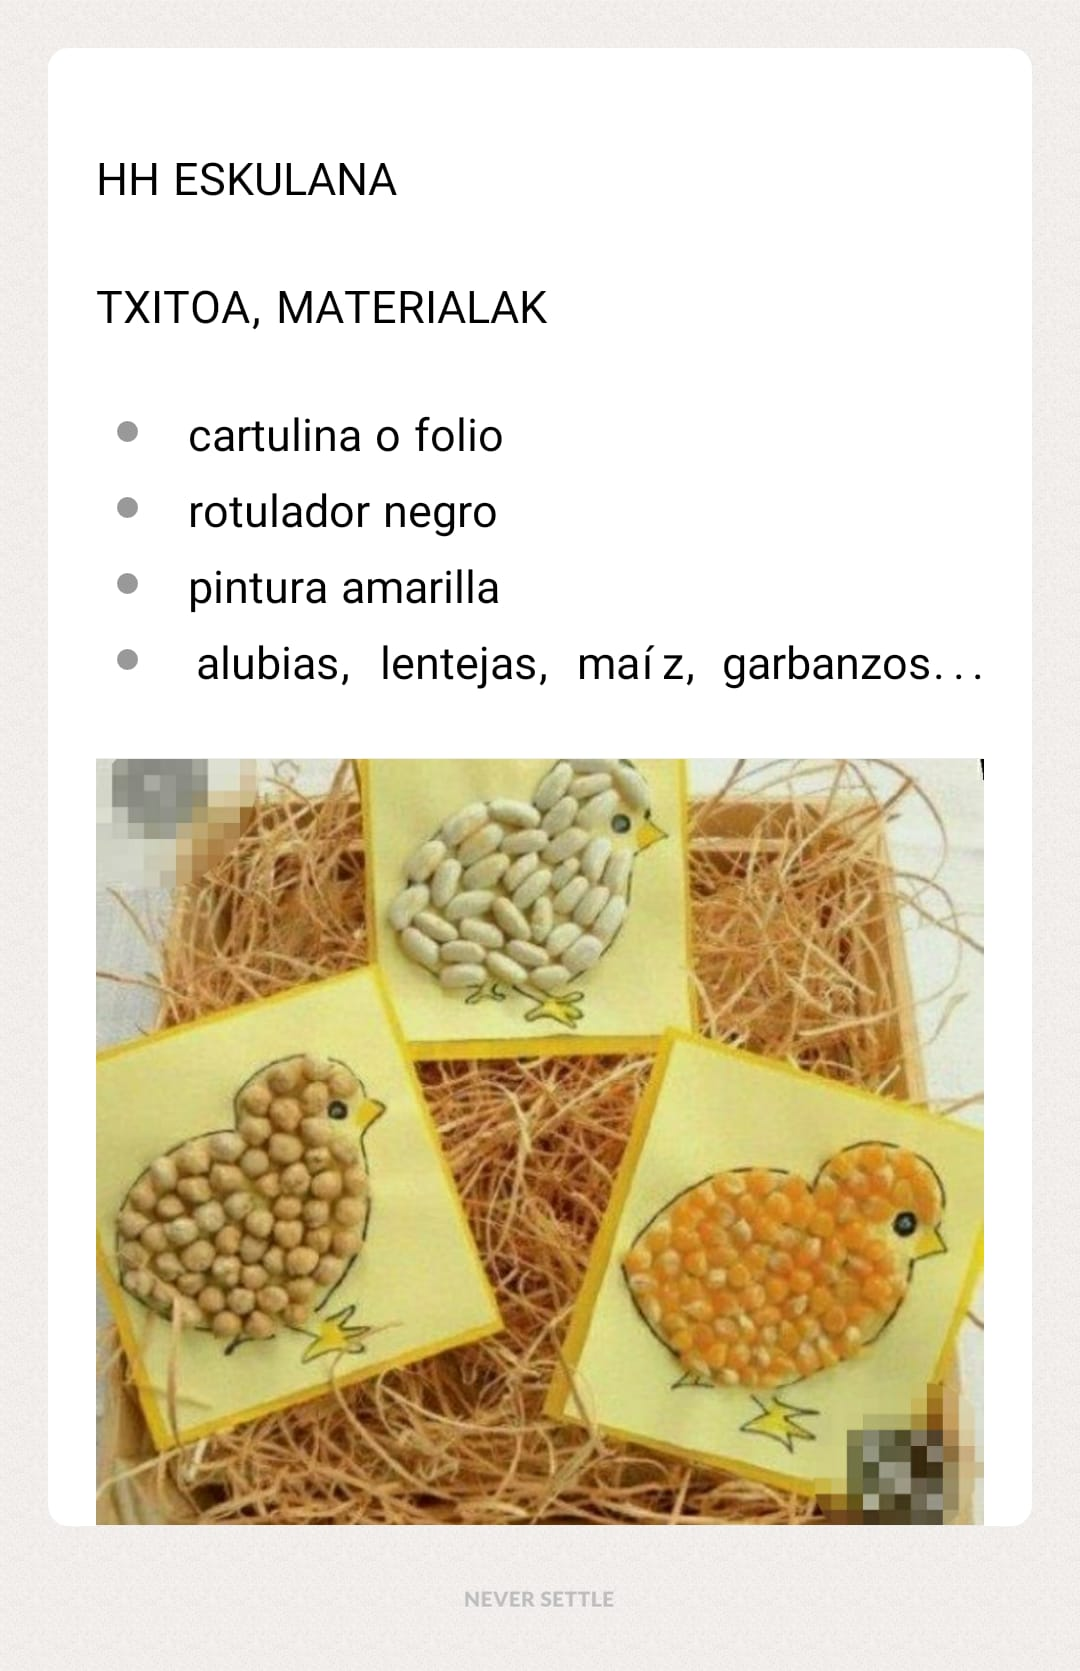 HH ESKULANA
TXITOA, MATERIALAK
cartulina o folio
rotulador negro
pintura amarilla
alubias, lentejas, maíz, garbanzos...
NEVER SETTLE